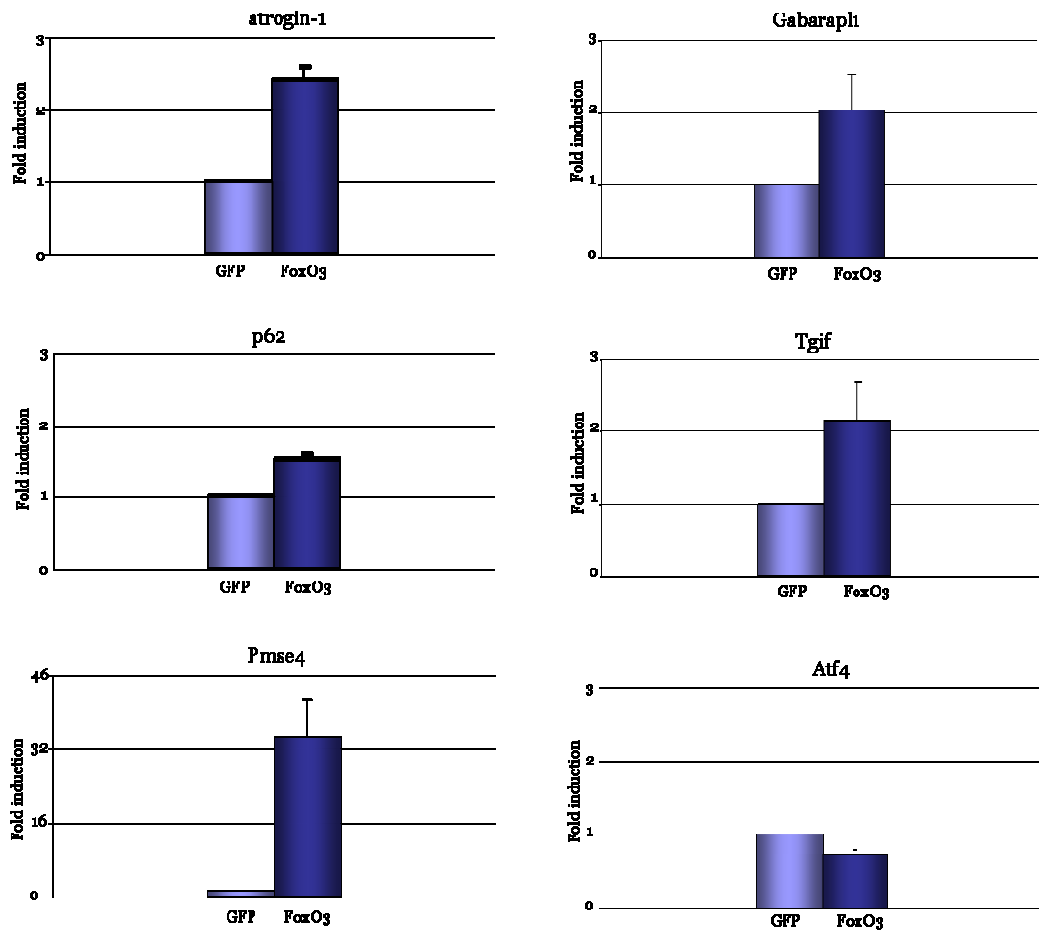 atrogin-1
Fold induction
3
1
0
GFP FoxO3
Gabarapl1
Fold induction
3
2
1
0
GFP FoxO3
p62
Fold induction
3
2
1
0
GFP FoxO3
Tgif
Fold induction
3
2
1
0
GFP FoxO3
Pmse4
Fold induction
46
32
16
0
GFP FoxO3
Atf4
Fold induction
3
2
1
0
GFP FoxO3